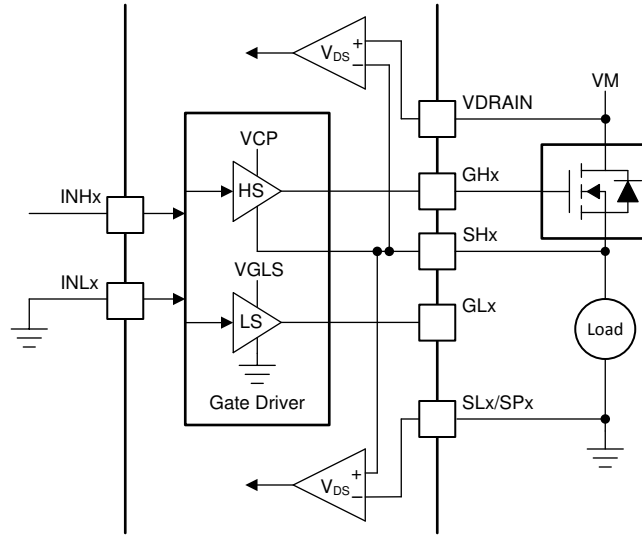 VDS
+
−
VDRAIN
VM
VCP
INHx
HS
GHx
SHx
INLx
VGLS
LS
GLx
Load
Gate Driver
SLx/SPx
VDS
+
−